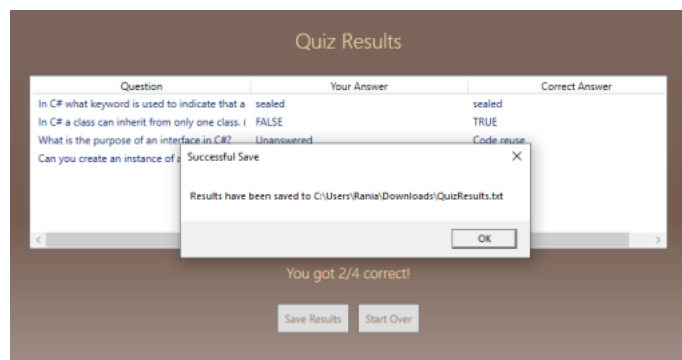 Quiz Results
Question Your Answer Correct Answer
In C# what keyword is used to indicate that a sealed sealed
In C# a class can inherit from only one class. ( FALSE TRUE
What is the purpose of an interface in C#? Unanswered Code reuse
Can you create an instance of
Successful Save
Results have been saved to C:\Users\Rania\Downloads\QuizResults.txt
OK
You got 2/4 correct!
Save Results Start Over